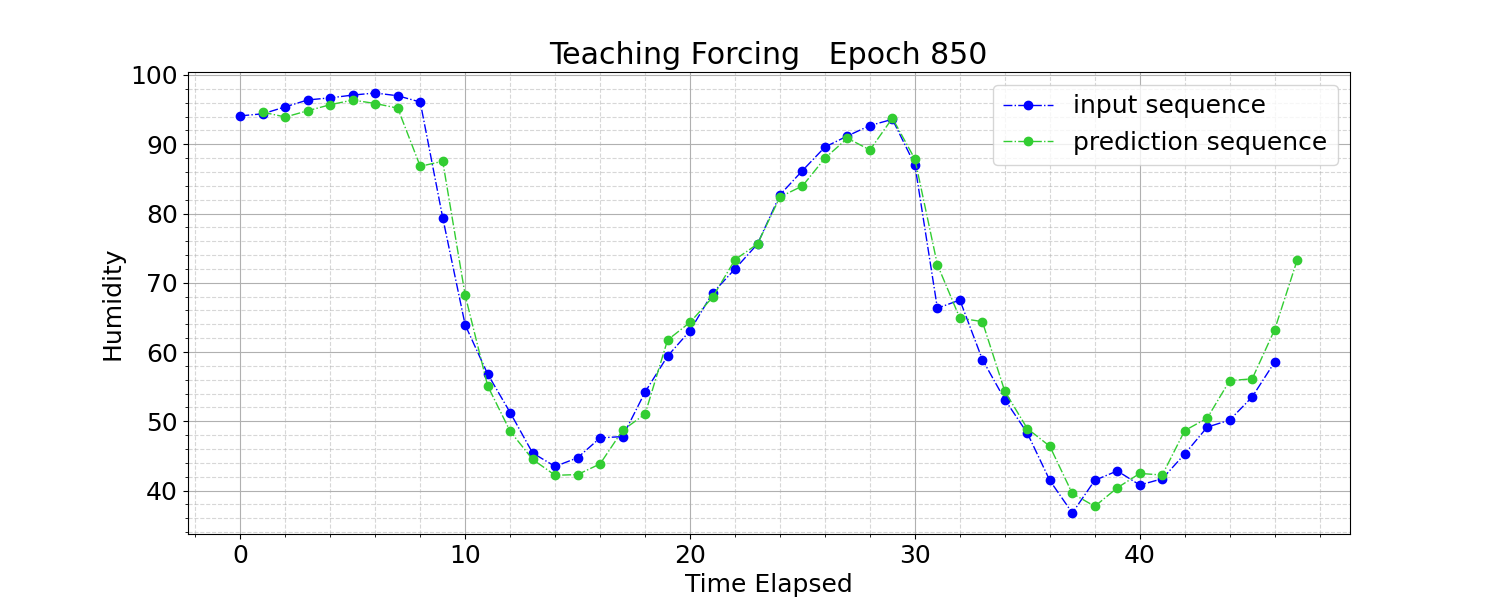 Teaching Forcing   Epoch 850
100
90
80
70
60
50
40
Humidity
input sequence
prediction sequence
0 10 20 30 40
Time Elapsed